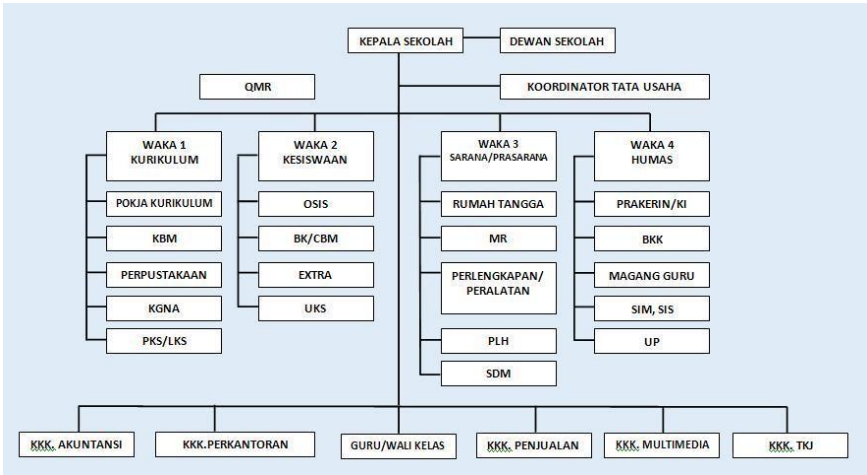 KEPALA SEKOLAH
DEWAN SEKOLAH
QMR
KOORDINATOR TATA USAHA
WAKA 1
KURIKULUM
POKJA KURIKULUM
KBM
PERPUSTAKAAN
KGNA
PKS/LKS
WAKA 2
KESISWAAN
OSIS
BK/CBM
EXTRA
UKS
WAKA 3
SARANA/PRASARANA
RUMAH TANGGA
MR
PERLENGKAPAN/
PERALATAN
PLH
SDM
WAKA 4
HUMAS
PRAKERIN/KI
BKK
MAGANG GURU
SIM, SIS
UP
KKK. AKUNTANSI
KKK.PERKANTORAN
GURU/WALI KELAS
KKK. PENJUALAN
KKK. MULTIMEDIA
KKK. TKJ